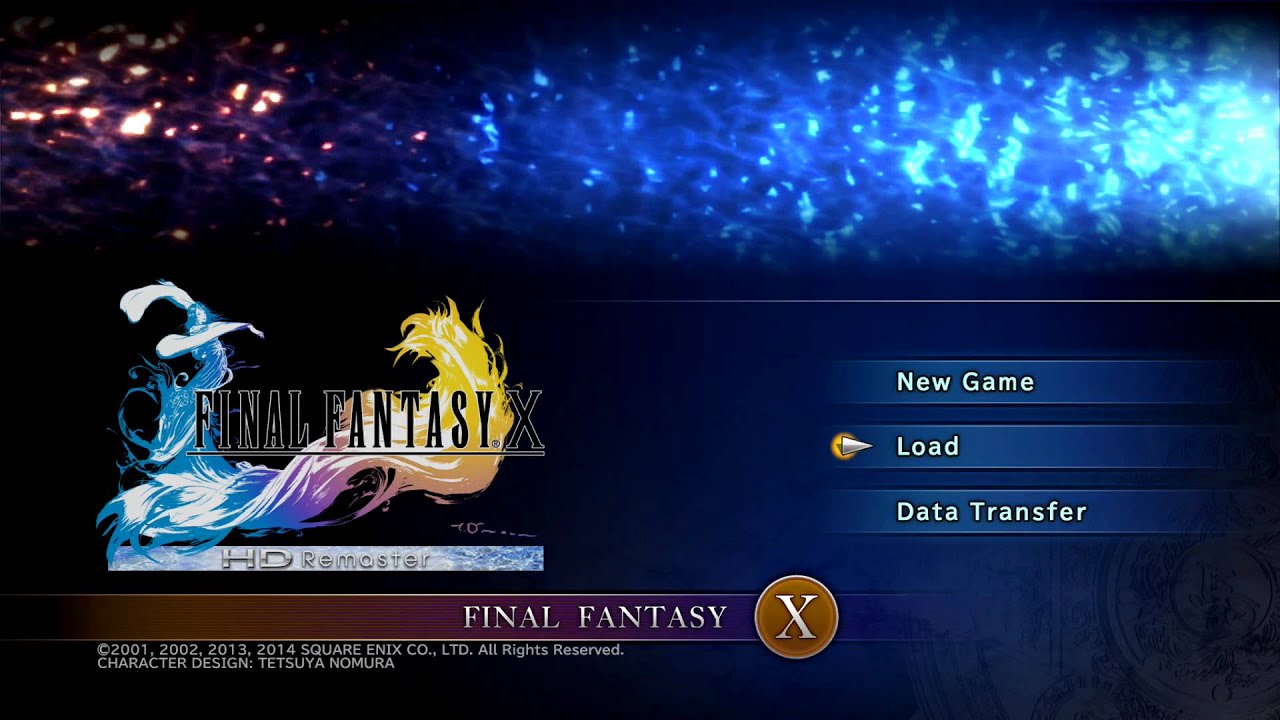 FINAL FANTASY® X
HD Remaster
New Game
Load
Data Transfer
FINAL FANTASY X
©2001, 2002, 2013, 2014 SQUARE ENIX CO., LTD. All Rights Reserved.
CHARACTER DESIGN: TETSUYA NOMURA